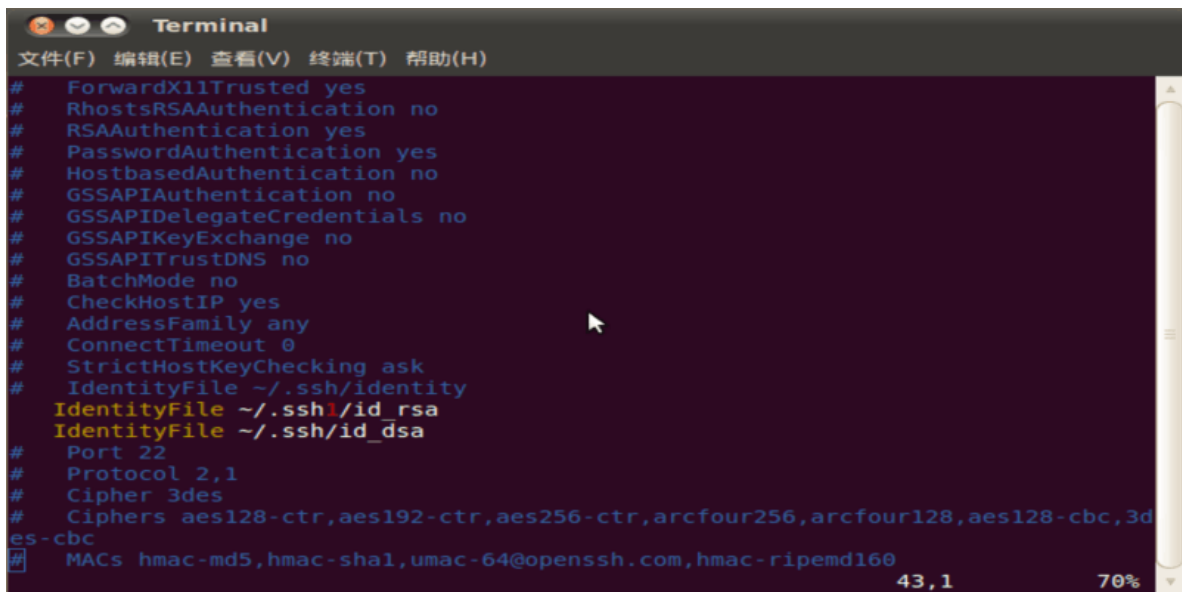 Terminal
文件(F) 编辑(E) 查看(V) 终端(T) 帮助(H)
#   ForwardX11Trusted yes
#   RhostsRSAAuthentication no
#   RSAAuthentication yes
#   PasswordAuthentication yes
#   HostbasedAuthentication no
#   GSSAPIAuthentication no
#   GSSAPIDelegateCredentials no
#   GSSAPIKeyExchange no
#   GSSAPITrustDNS no
#   BatchMode no
#   CheckHostIP yes
#   AddressFamily any
#   ConnectTimeout 0
#   StrictHostKeyChecking ask
#   IdentityFile ~/.ssh/identity
   IdentityFile ~/.ssh1/id_rsa
   IdentityFile ~/.ssh/id_dsa
#   Port 22
#   Protocol 2,1
#   Cipher 3des
#   Ciphers aes128-ctr,aes192-ctr,aes256-ctr,arcfour256,arcfour128,aes128-cbc,3d
es-cbc
#   MACs hmac-md5,hmac-sha1,umac-64@openssh.com,hmac-ripemd160
43,1 70%